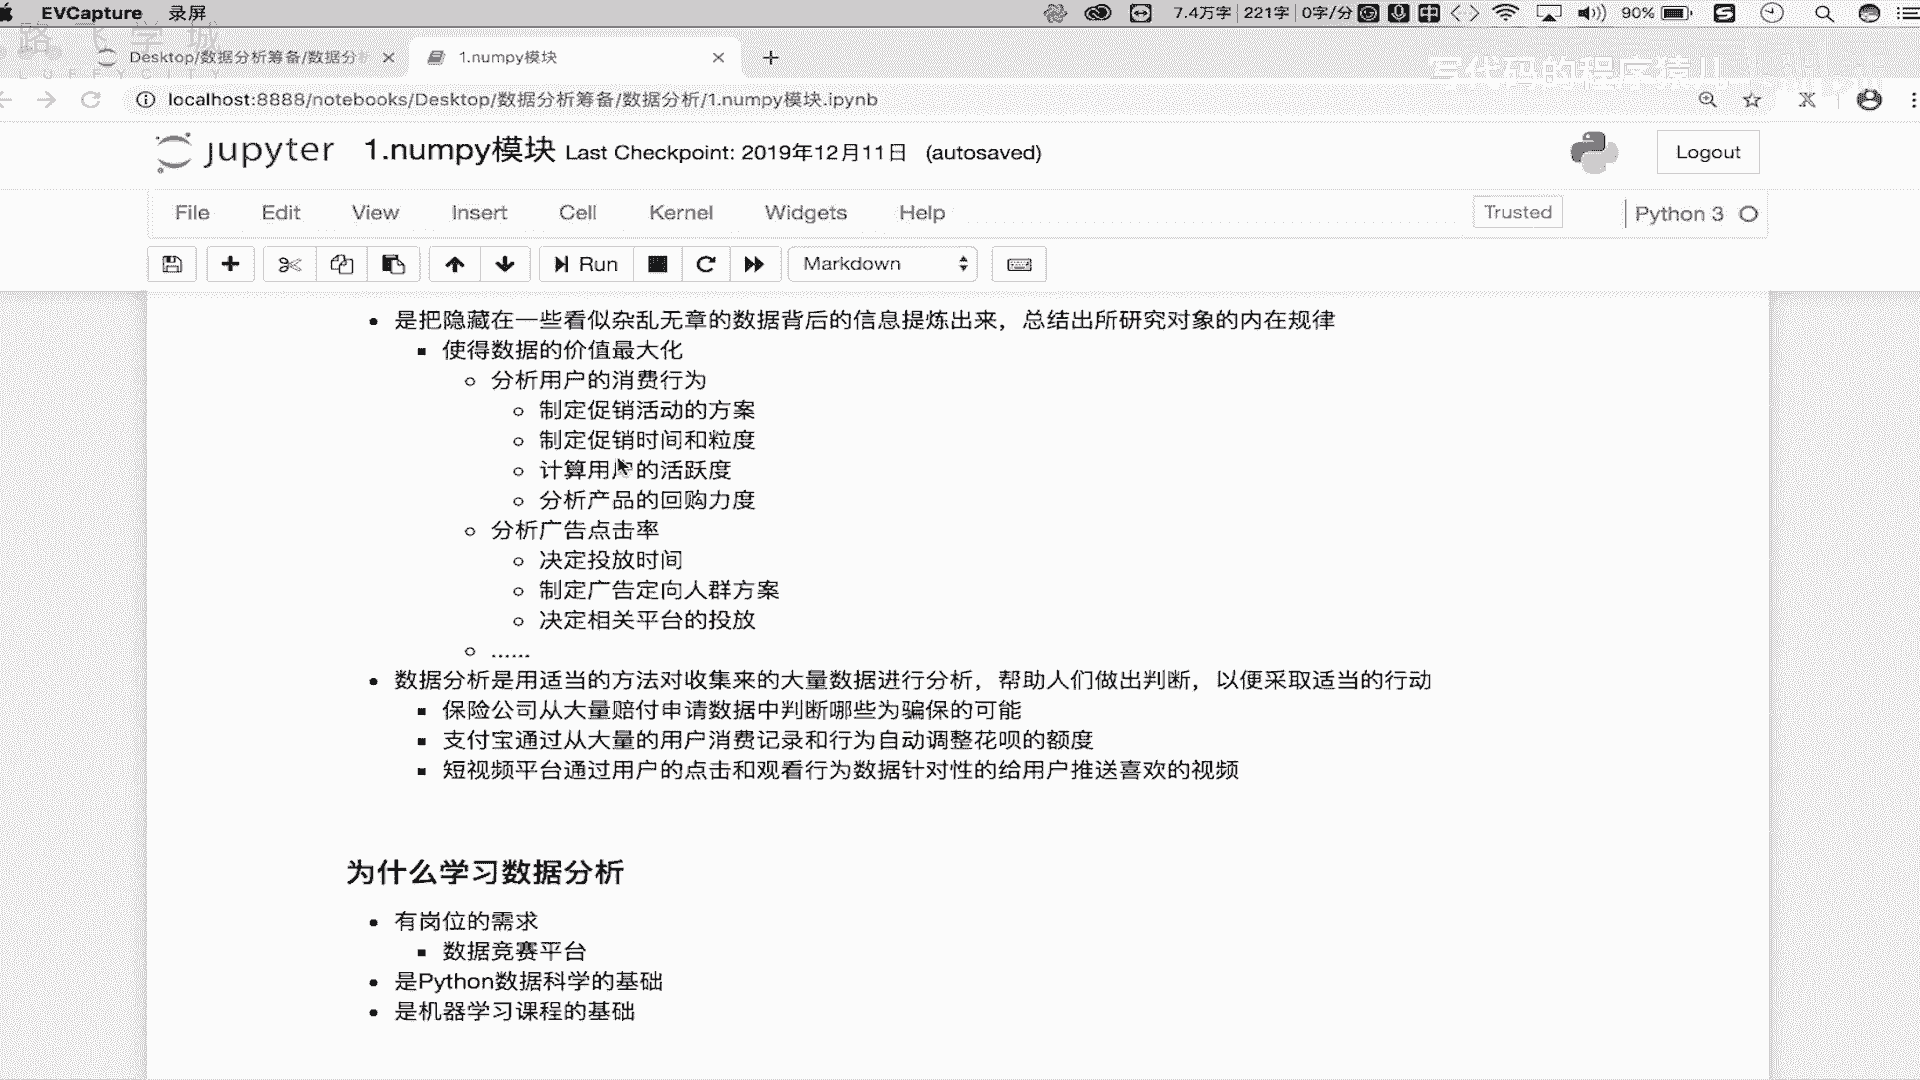 EVCapture 录屏 7.4万字 221字 0字/分 中 90%
路飞学城
LUFFYCITY
Desktop/数据分析筹备/数据分 1.numpy模块
写代码的程序猿儿
localhost:8888/notebooks/Desktop/数据分析筹备/数据分析/1.numpy模块.ipynb
jupyter 1.numpy模块 Last Checkpoint: 2019年12月11日 (autosaved) Logout
File Edit View Insert Cell Kernel Widgets Help Trusted Python 3
Run Markdown
是把隐藏在一些看似杂乱无章的数据背后的信息提炼出来，总结出所研究对象的内在规律
使得数据的价值最大化
分析用户的消费行为
制定促销活动的方案
制定促销时间和粒度
计算用户的活跃度
分析产品的回购力度
分析广告点击率
决定投放时间
制定广告定向人群方案
决定相关平台的投放
......
数据分析是用适当的方法对收集来的大量数据进行分析，帮助人们做出判断，以便采取适当的行动
保险公司从大量赔付申请数据中判断哪些为骗保的可能
支付宝通过从大量的用户消费记录和行为自动调整花呗的额度
短视频平台通过用户的点击和观看行为数据针对性的给用户推送喜欢的视频
为什么学习数据分析
有岗位的需求
数据竞赛平台
是Python数据科学的基础
是机器学习课程的基础